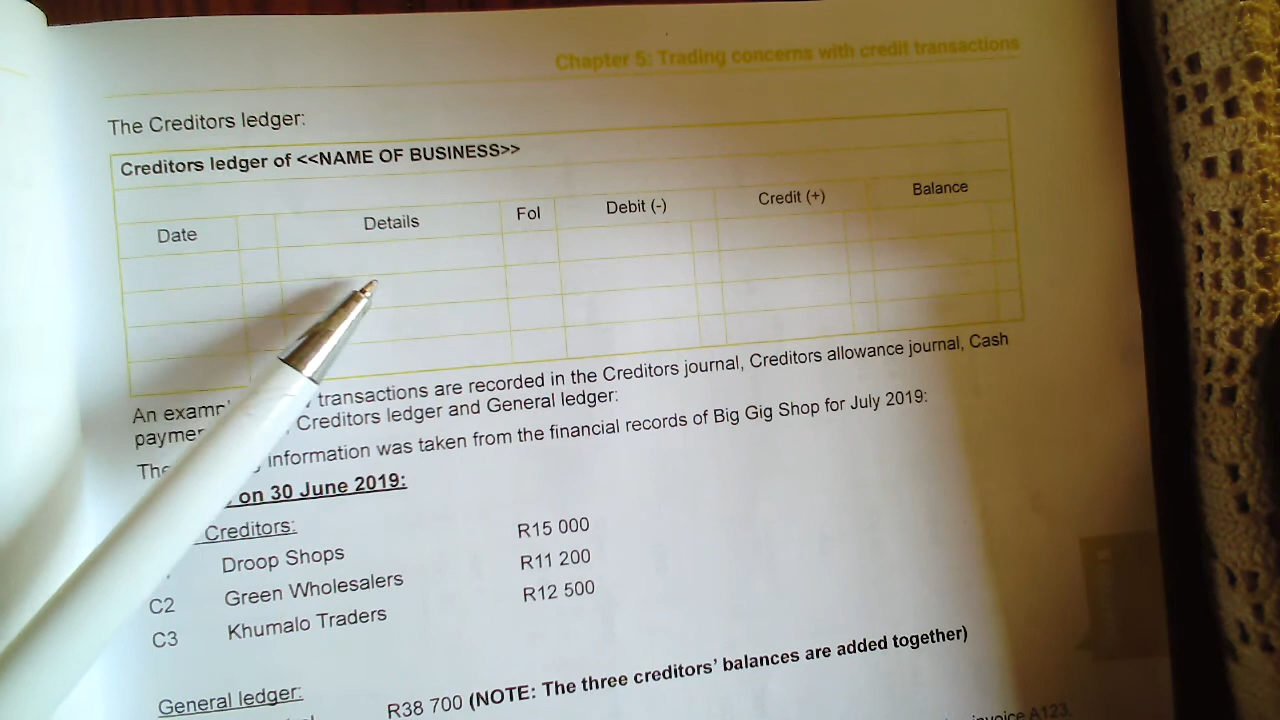 Chapter 5: Trading concerns with credit transactions
The Creditors ledger:
Creditors ledger of <<NAME OF BUSINESS>>
Date Details Fol Debit (-) Credit (+) Balance
An transactions are recorded in the Creditors journal, Creditors allowance journal, Cash
Creditors ledger and General ledger:
information was taken from the financial records of Big Gig Shop for July 2019:
on 30 June 2019:
Creditors:
Droop Shops R15 000
C2 Green Wholesalers R11 200
C3 Khumalo Traders R12 500
General ledger:
R38 700 (NOTE: The three creditors' balances are added together)
invoice A123.